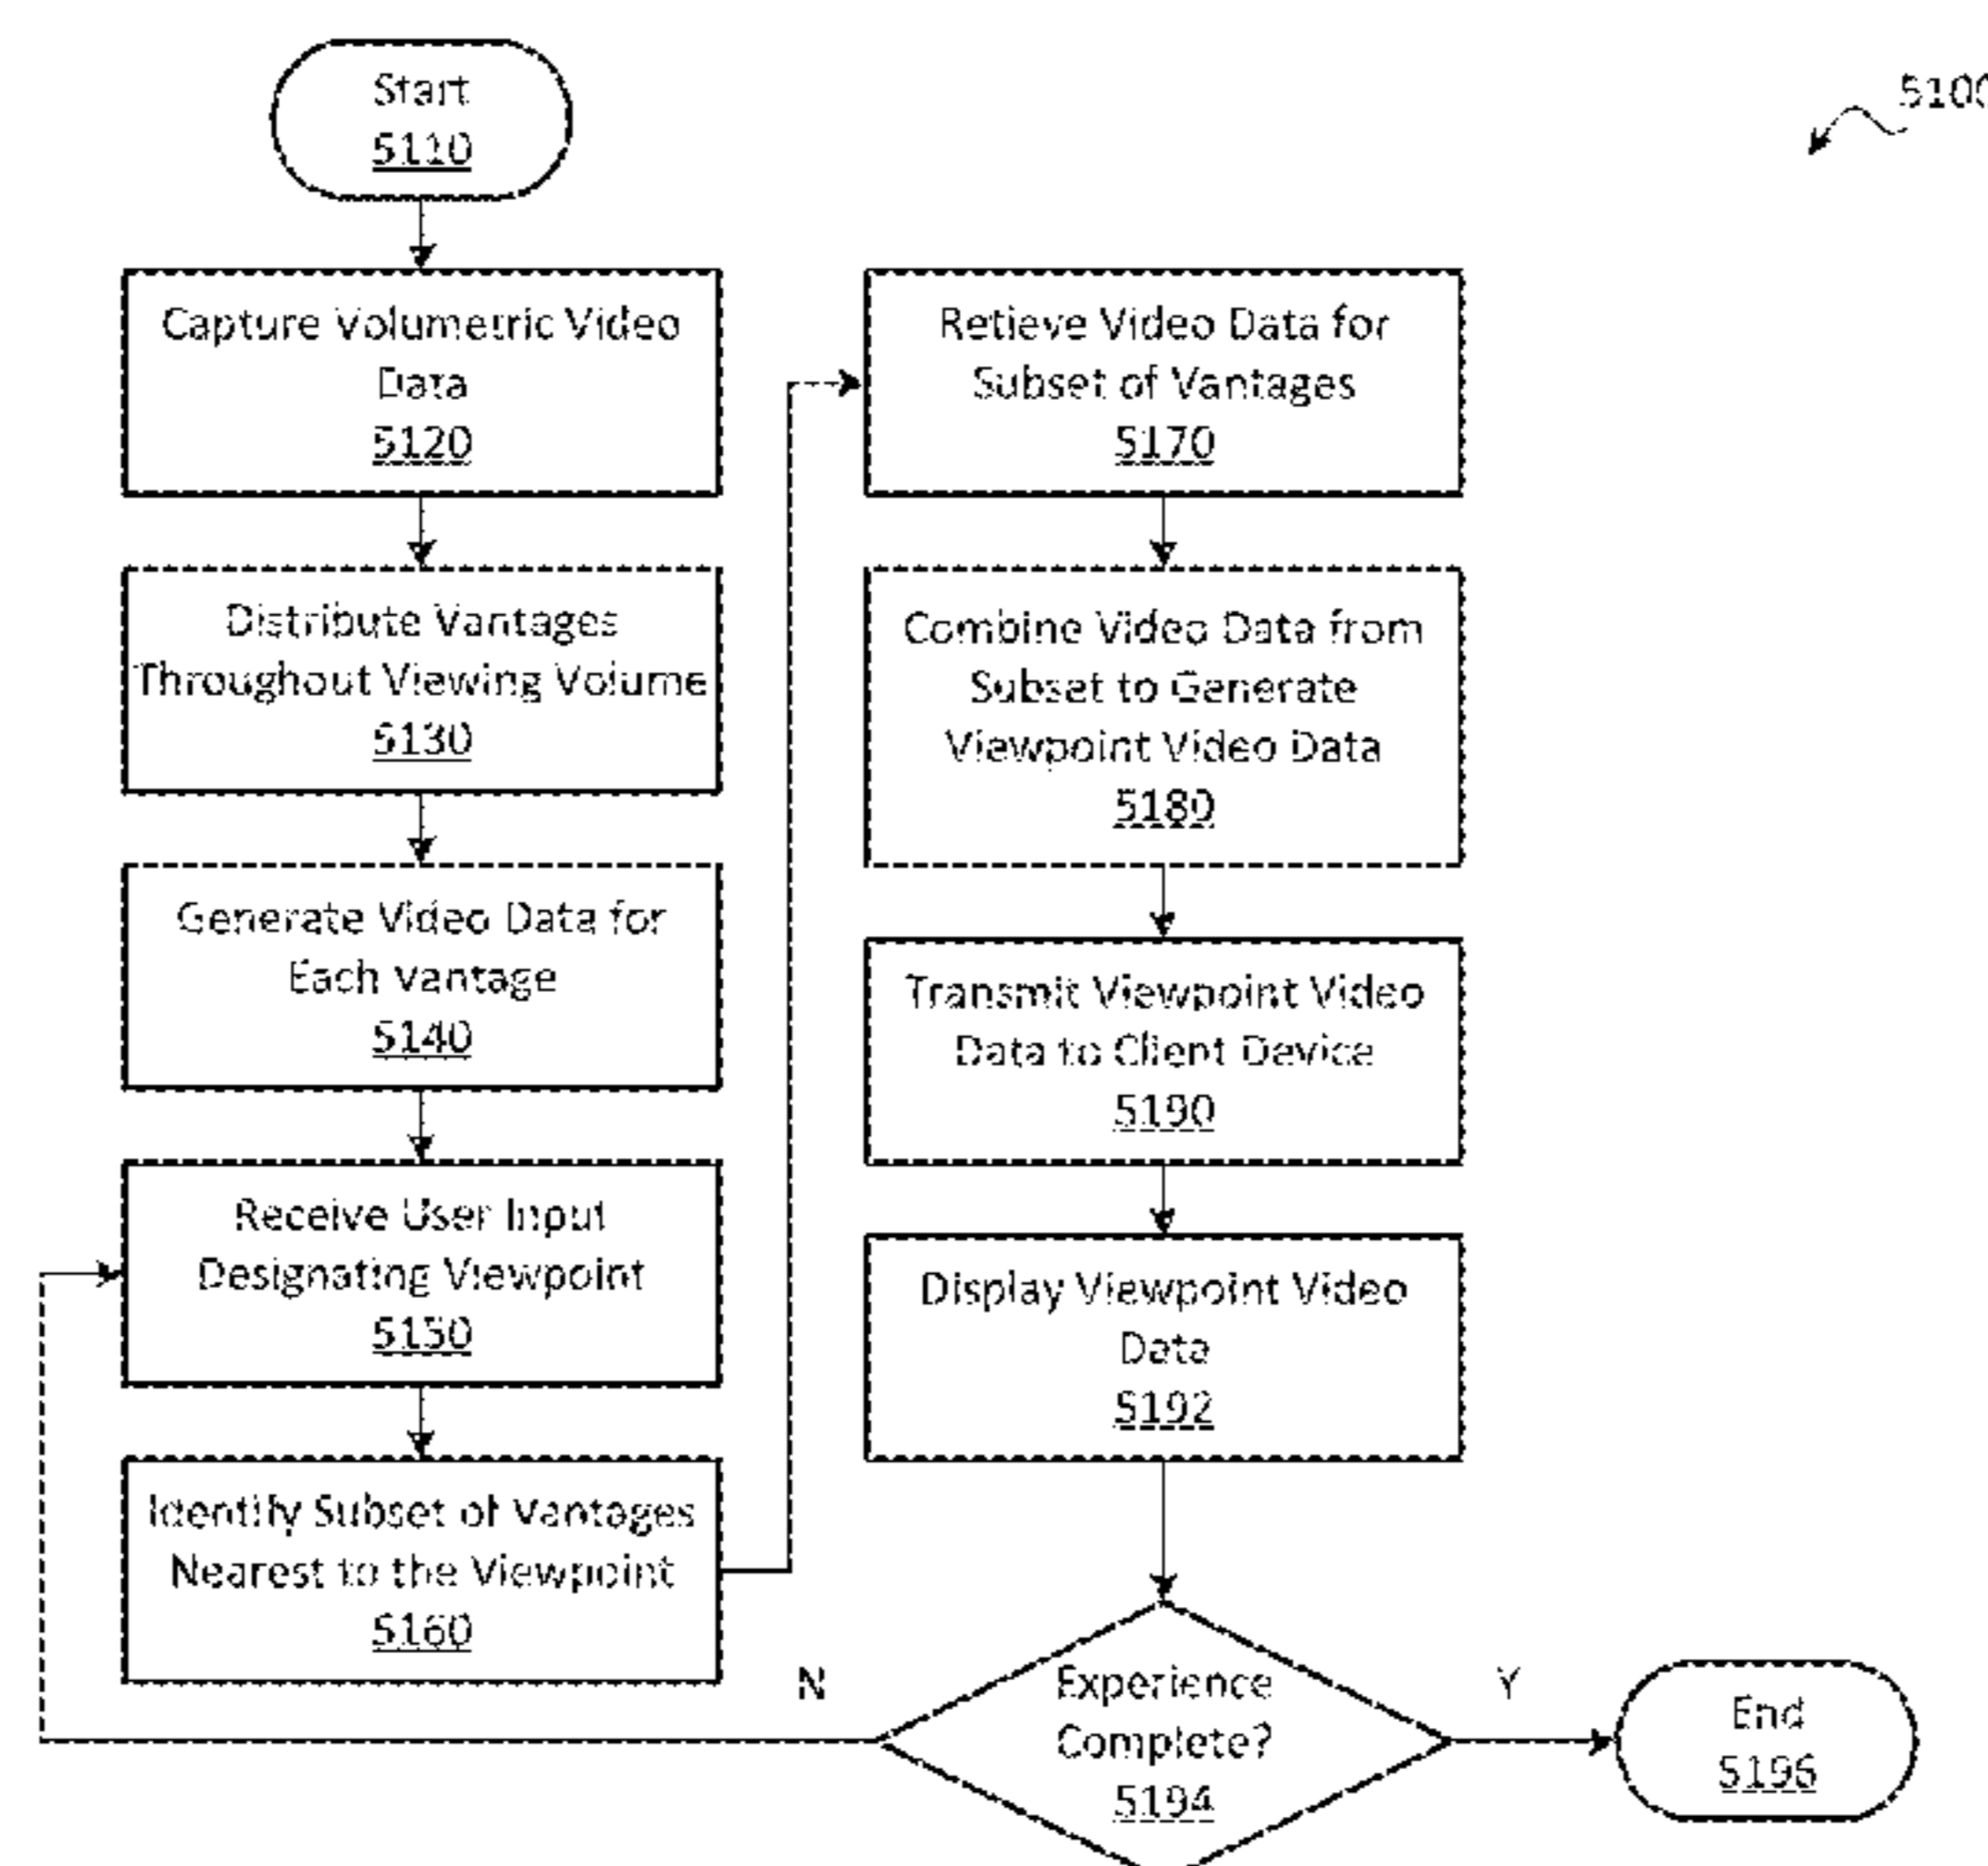 Start
5110
5100
Capture Volumetric Video
Data
5120
Distribute Vantages
Throughout Viewing Volume
5130
Generate Video Data for
Each Vantage
5140
Receive User Input
Designating Viewpoint
5150
Identify Subset of Vantages
Nearest to the Viewpoint
5160
Retieve Video Data for
Subset of Vantages
5170
Combine Video Data from
Subset to Generate
Viewpoint Video Data
5180
Transmit Viewpoint Video
Data to Client Device
5190
Display Viewpoint Video
Data
5192
N
Experience
Complete?
5194
Y
End
5196